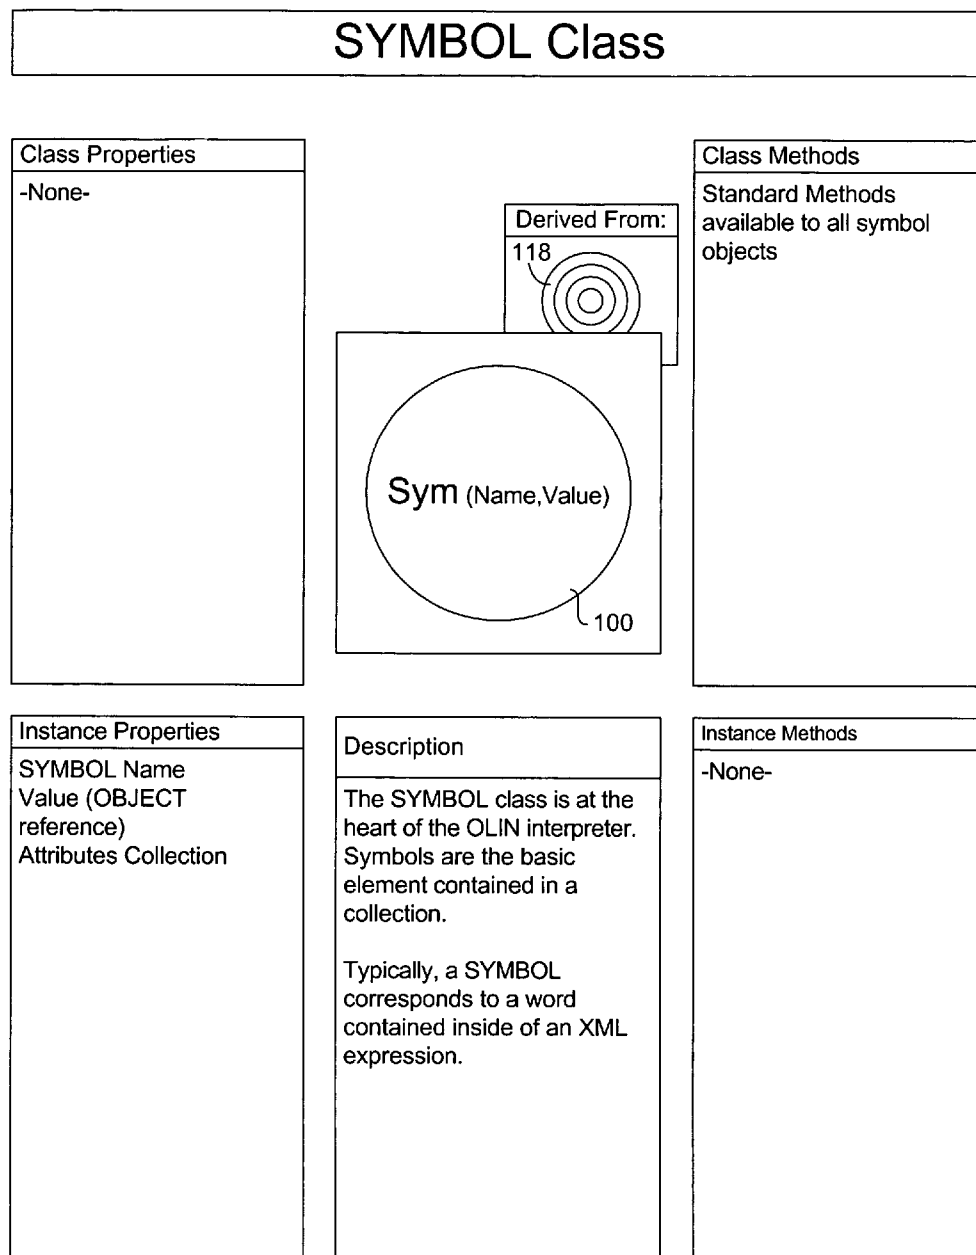 SYMBOL Class
Class Properties
-None-
Derived From:
118
Class Methods
Standard Methods
available to all symbol
objects
Sym (Name,Value)
100
Instance Properties
SYMBOL Name
Value (OBJECT
reference)
Attributes Collection
Description
The SYMBOL class is at the
heart of the OLIN interpreter.
Symbols are the basic
element contained in a
collection.
Typically, a SYMBOL
corresponds to a word
contained inside of an XML
expression.
Instance Methods
-None-